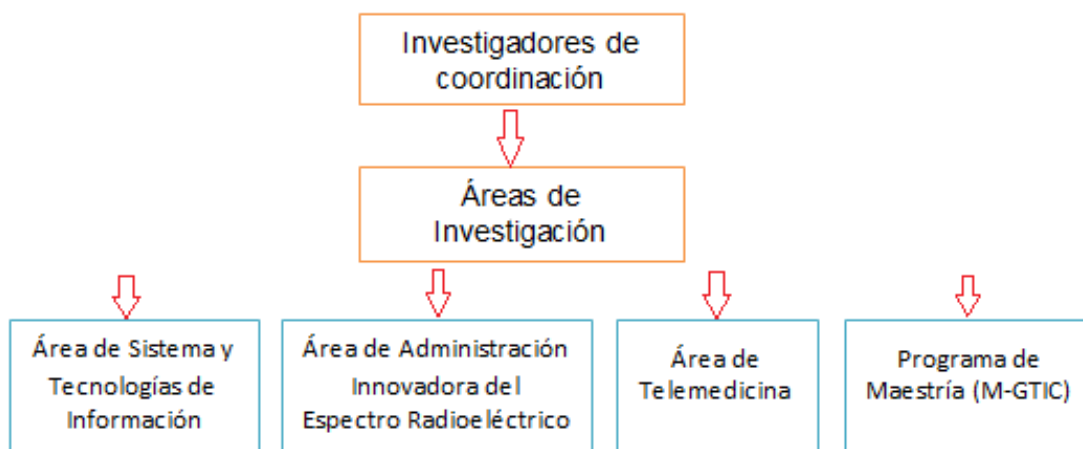 Investigadores de
coordinación
Áreas de
Investigación
Área de Sistema y
Tecnologías de
Información
Área de Administración
Innovadora del
Espectro Radioeléctrico
Área de
Telemedicina
Programa de
Maestría (M-GTIC)